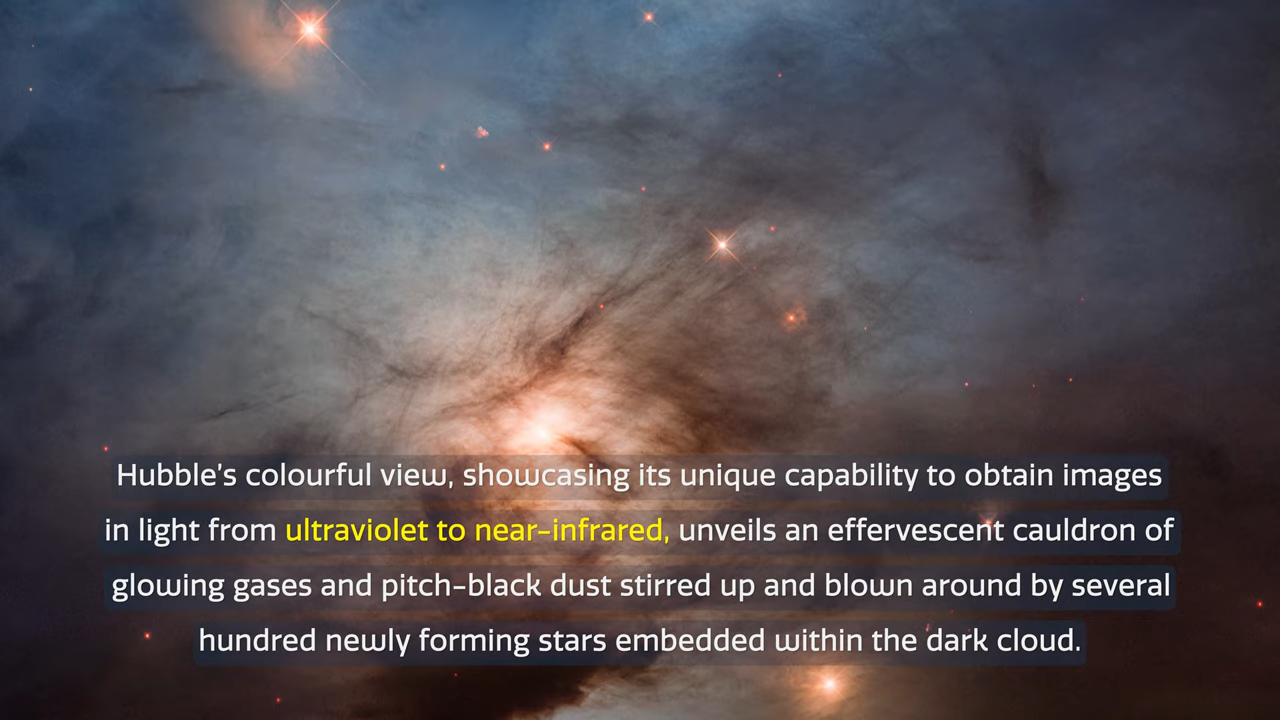 Hubble's colourful view, showcasing its unique capability to obtain images
in light from ultraviolet to near-infrared, unveils an effervescent cauldron of
glowing gases and pitch-black dust stirred up and blown around by several
hundred newly forming stars embedded within the dark cloud.